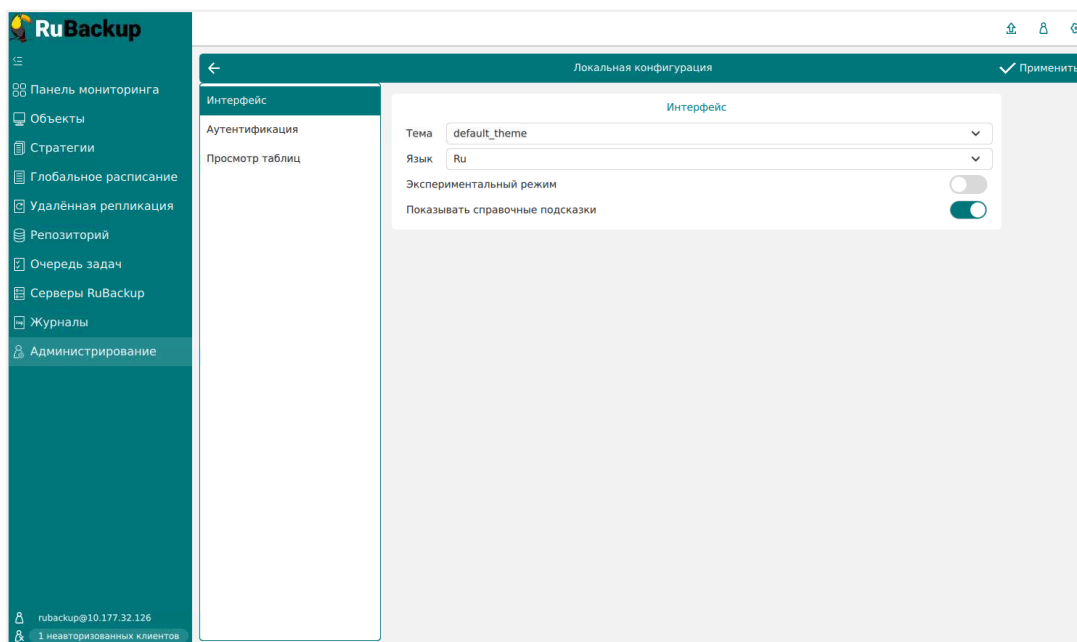 RuBackup
Панель мониторинга
Объекты
Стратегии
Глобальное расписание
Удалённая репликация
Репозиторий
Очередь задач
Серверы RuBackup
Журналы
Администрирование
rubackup@10.177.32.126
1 неавторизованных клиентов
Локальная конфигурация
Применить
Интерфейс
Аутентификация
Просмотр таблиц
Интерфейс
Тема default_theme
Язык Ru
Экспериментальный режим
Показывать справочные подсказки